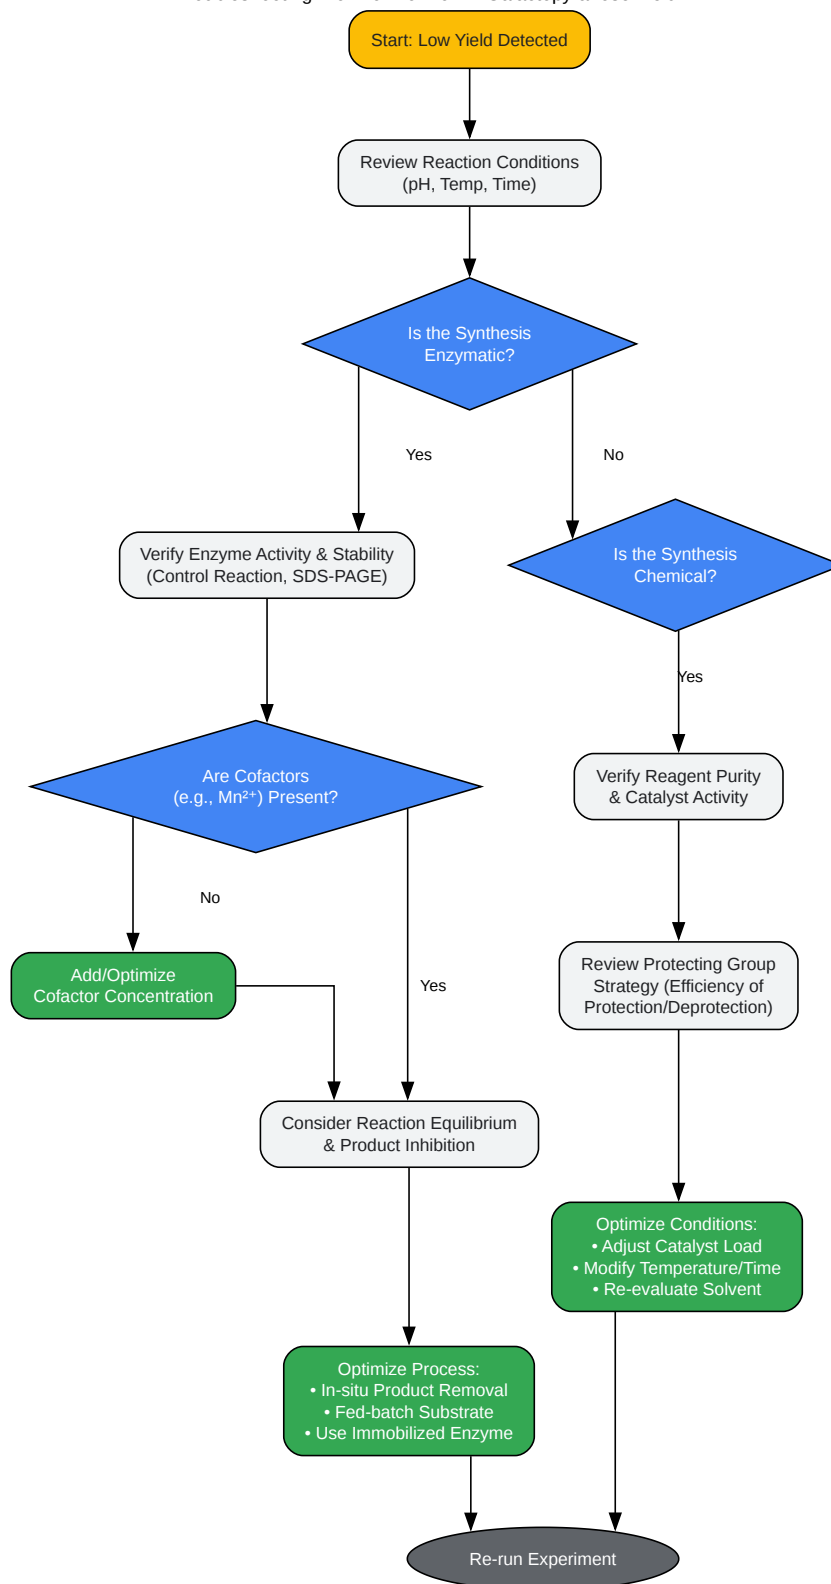 Start: Low Yield Detected
Review Reaction Conditions
(pH, Temp, Time)
Is the Synthesis
Enzymatic?
Yes
No
Verify Enzyme Activity & Stability
(Control Reaction, SDS-PAGE)
Is the Synthesis
Chemical?
Yes
Are Cofactors
(e.g., Mn²⁺) Present?
Verify Reagent Purity
& Catalyst Activity
No
Add/Optimize
Cofactor Concentration
Yes
Review Protecting Group
Strategy (Efficiency of
Protection/Deprotection)
Consider Reaction Equilibrium
& Product Inhibition
Optimize Conditions:
• Adjust Catalyst Load
• Modify Temperature/Time
• Re-evaluate Solvent
Optimize Process:
• In-situ Product Removal
• Fed-batch Substrate
• Use Immobilized Enzyme
Re-run Experiment